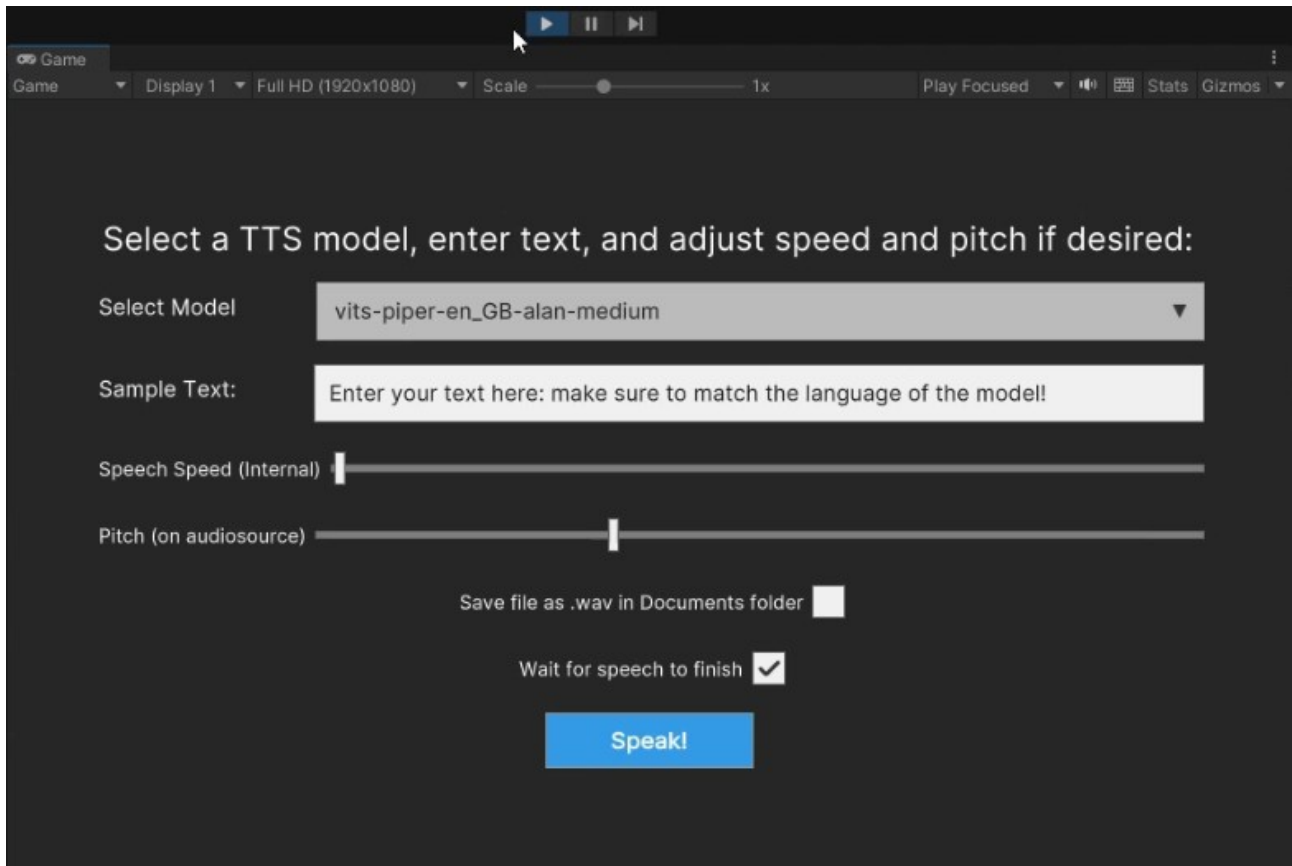 Game
Game Display 1 Full HD (1920x1080) Scale 1x Play Focused Stats Gizmos
Select a TTS model, enter text, and adjust speed and pitch if desired:
Select Model vits-piper-en_GB-alan-medium
Sample Text: Enter your text here: make sure to match the language of the model!
Speech Speed (Internal)
Pitch (on audiosource)
Save file as .wav in Documents folder
Wait for speech to finish
Speak!